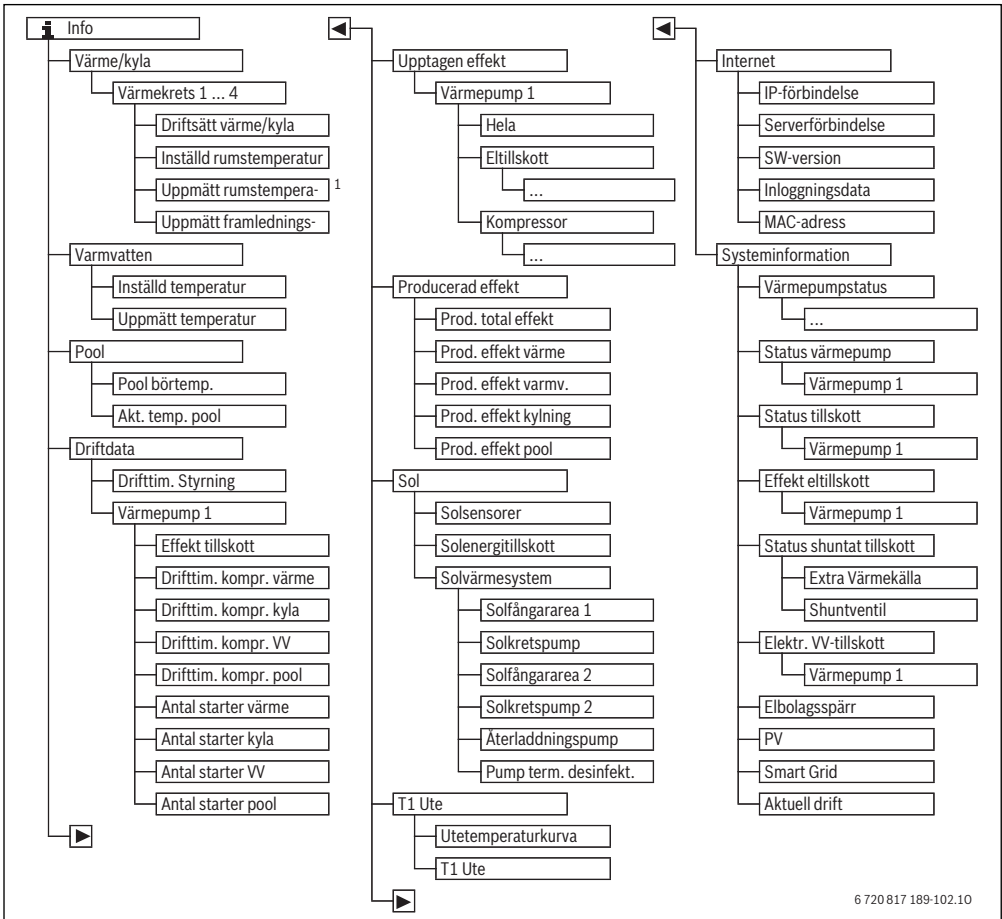 i Info
Värme/kyla
Värmekrets 1 ... 4
Driftsätt värme/kyla
Inställd rumstemperatur
Uppmätt rumstempera- 1
Uppmätt framlednings-
Varmvatten
Inställd temperatur
Uppmätt temperatur
Pool
Pool börtemp.
Akt. temp. pool
Driftdata
Drifttim. Styrning
Värmepump 1
Effekt tillskott
Drifttim. kompr. värme
Drifttim. kompr. kyla
Drifttim. kompr. VV
Drifttim. kompr. pool
Antal starter värme
Antal starter kyla
Antal starter VV
Antal starter pool
Upptagen effekt
Värmepump 1
Hela
Eltillskott
...
Kompressor
...
Producerad effekt
Prod. total effekt
Prod. effekt värme
Prod. effekt varmv.
Prod. effekt kylning
Prod. effekt pool
Sol
Solsensorer
Solenergitillskott
Solvärmesystem
Solfångararea 1
Solkretspump
Solfångararea 2
Solkretspump 2
Återladdningspump
Pump term. desinfekt.
T1 Ute
Utetemperaturkurva
T1 Ute
Internet
IP-förbindelse
Serverförbindelse
SW-version
Inloggningsdata
MAC-adress
Systeminformation
Värmepumpstatus
...
Status värmepump
Värmepump 1
Status tillskott
Värmepump 1
Effekt eltillskott
Värmepump 1
Status shuntat tillskott
Extra Värmekälla
Shuntventil
Elektr. VV-tillskott
Värmepump 1
Elbolagsspärr
PV
Smart Grid
Aktuell drift
6 720 817 189-102.1O